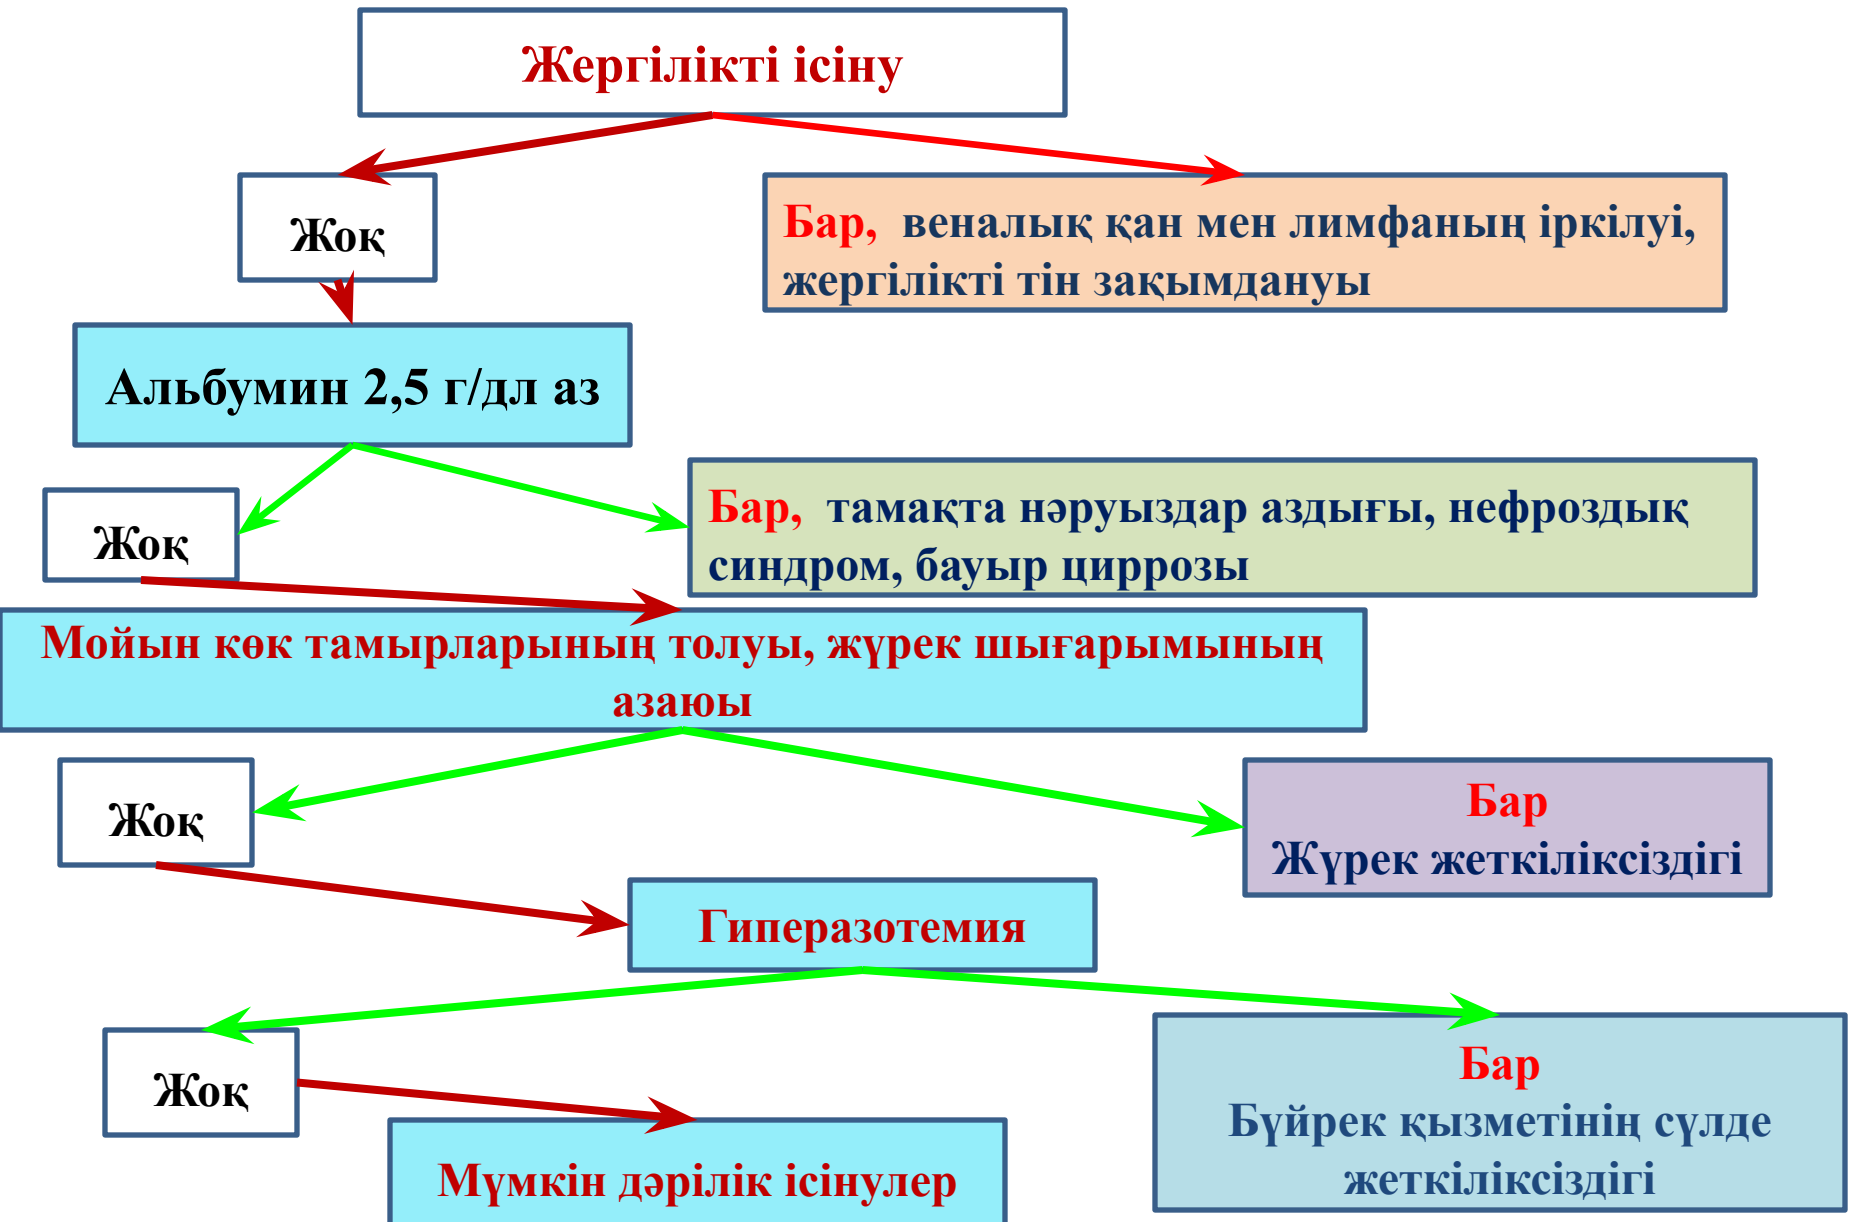 Жергілікті ісіну
Жоқ
Бар, веналық қан мен лимфаның іркілуі,
жергілікті тін зақымдануы
Альбумин 2,5 г/дл аз
Жоқ
Бар, тамақта нәруыздар аздығы, нефроздық
синдром, бауыр циррозы
Мойын көк тамырларының толуы, жүрек шығарымының
азаюы
Жоқ
Бар
Жүрек жеткіліксіздігі
Гиперазотемия
Жоқ
Бар
Бүйрек қызметінің сүлде
жеткіліксіздігі
Мүмкін дәрілік ісінулер